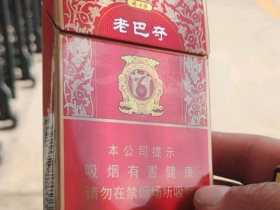 老巴夺
本公司提示
吸烟有害健康
请勿在禁烟场所吸